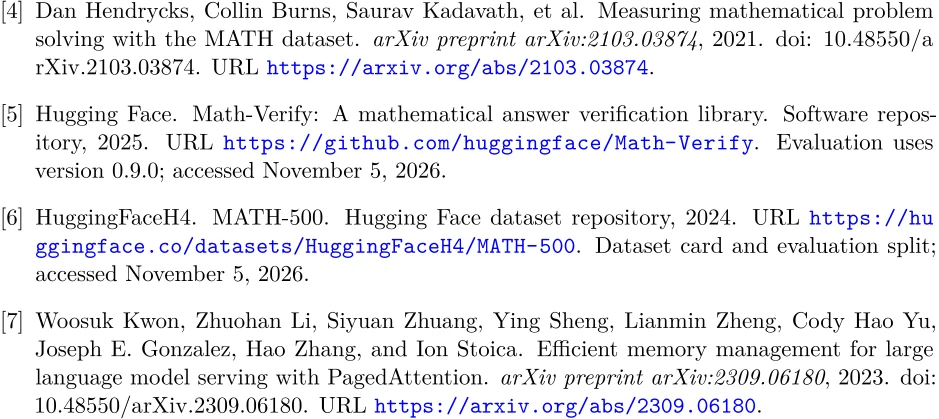 [4] Dan Hendrycks, Collin Burns, Saurav Kadavath, et al. Measuring mathematical problem
solving with the MATH dataset. arXiv preprint arXiv:2103.03874, 2021. doi: 10.48550/a
rXiv.2103.03874. URL https://arxiv.org/abs/2103.03874.
[5] Hugging Face. Math-Verify: A mathematical answer verification library. Software repos-
itory, 2025. URL https://github.com/huggingface/Math-Verify. Evaluation uses
version 0.9.0; accessed November 5, 2026.
[6] HuggingFaceH4. MATH-500. Hugging Face dataset repository, 2024. URL https://hu
ggingface.co/datasets/HuggingFaceH4/MATH-500. Dataset card and evaluation split;
accessed November 5, 2026.
[7] Woosuk Kwon, Zhuohan Li, Siyuan Zhuang, Ying Sheng, Lianmin Zheng, Cody Hao Yu,
Joseph E. Gonzalez, Hao Zhang, and Ion Stoica. Efficient memory management for large
language model serving with PagedAttention. arXiv preprint arXiv:2309.06180, 2023. doi:
10.48550/arXiv.2309.06180. URL https://arxiv.org/abs/2309.06180.